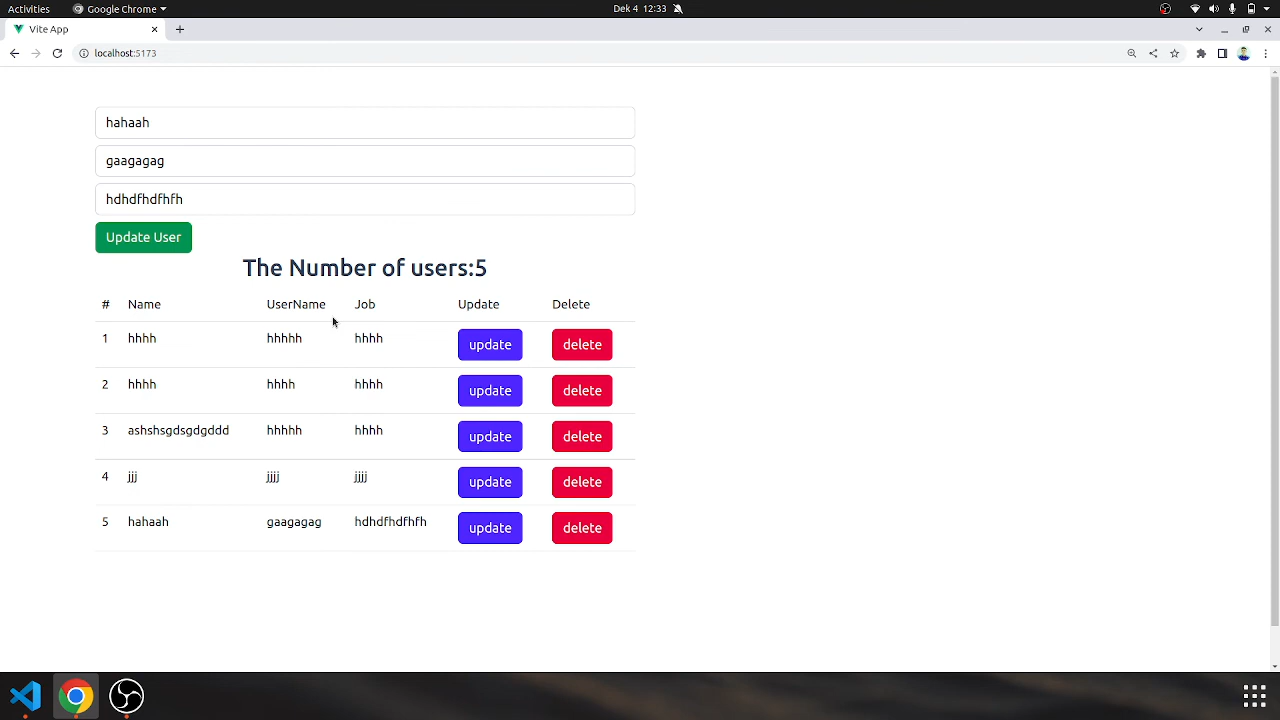 Activities Google Chrome Dek 4 12:33
Vite App
localhost:5173
hahaah
gaagagag
hdhdfhdfhfh
Update User
The Number of users:5
# Name UserName Job Update Delete
1 hhhh hhhhh hhhh update delete
2 hhhh hhhh hhhh update delete
3 ashshsgdsgdgddd hhhhh hhhh update delete
4 jjj jjjj jjjj update delete
5 hahaah gaagagag hdhdfhdfhfh update delete